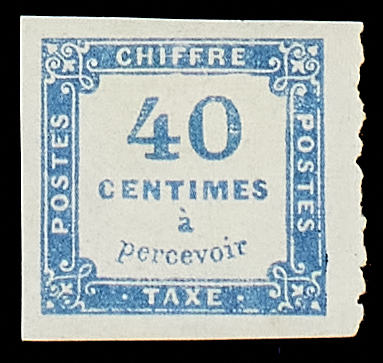 CHIFFRE
POSTES
40
CENTIMES
à
percevoir
POSTES
· TAXE ·